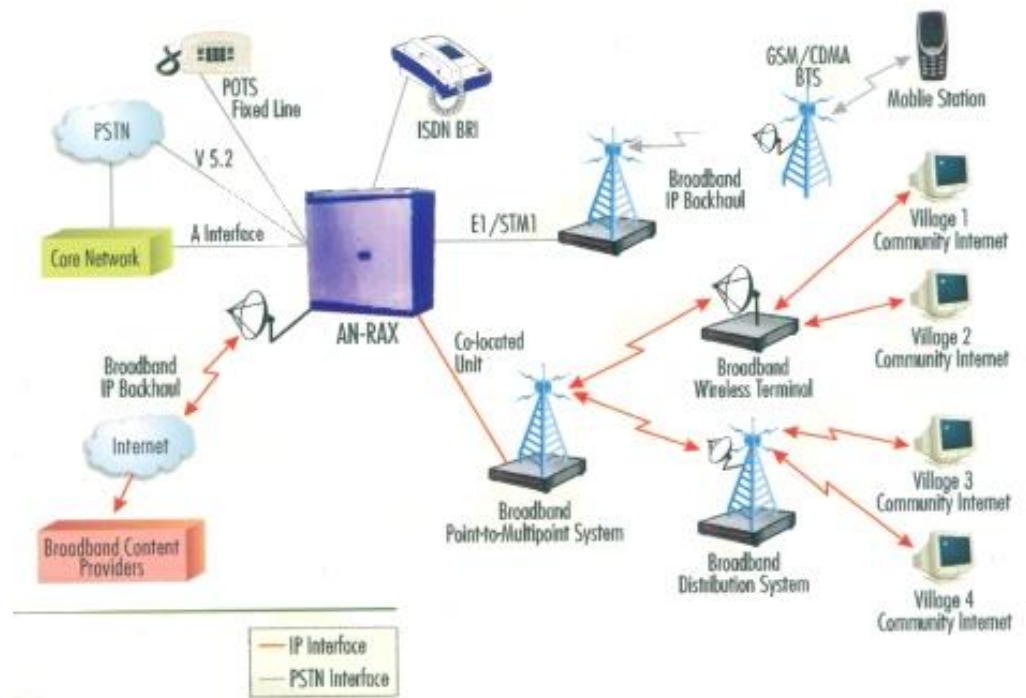 POTS
Fixed Line
ISDN BRI
GSM/CDMA
BTS
Moblie Station
PSTN
V 5.2
Broadband
IP Backhaul
E1/STM1
A Interface
Core Network
AN-RAX
Village 1
Community Internet
Village 2
Community Internet
Co-located
Unit
Broadband
Wireless Terminal
Broadband
IP Backhaul
Internet
Broadband Content
Providers
Broadband
Point-to-Multipoint System
Village 3
Community Internet
Broadband
Distribution System
Village 4
Community Internet
IP Interface
PSTN Interface